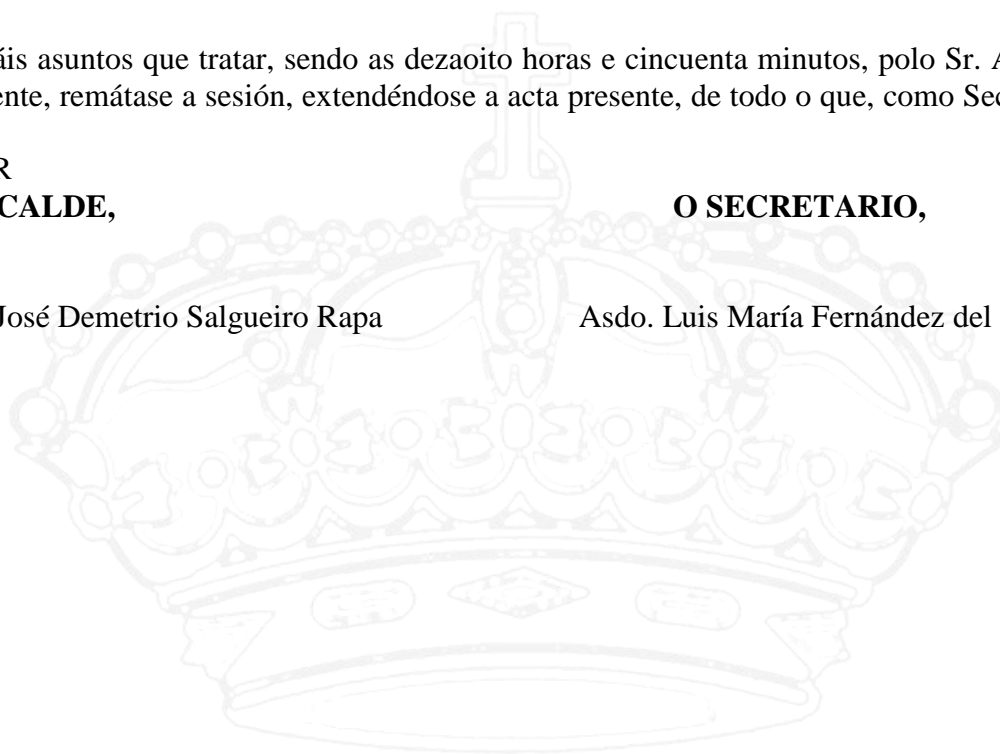 áis asuntos que tratar, sendo as dezaoito horas e cincuenta minutos, polo Sr. A
ente, remátase a sesión, extendéndose a acta presente, de todo o que, como Sec
R
CALDE, O SECRETARIO,
José Demetrio Salgueiro Rapa Asdo. Luis María Fernández del